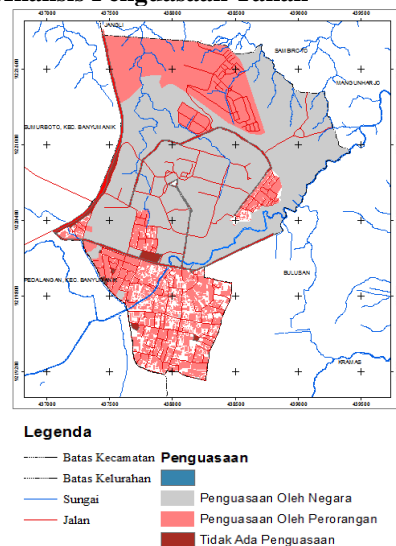 JANGLI
SAMBIROTO
MANGUNHARJO
SUMURBOTO, KEC. BANYUMANIK
PEDALANGAN, KEC. BANYUMANIK
BULUSAN
KRAMAS
437000 437500 438000 438500 439000 439500
Legenda
Batas Kecamatan
Batas Kelurahan
Sungai
Jalan
Penguasaan
Penguasaan Oleh Negara
Penguasaan Oleh Perorangan
Tidak Ada Penguasaan